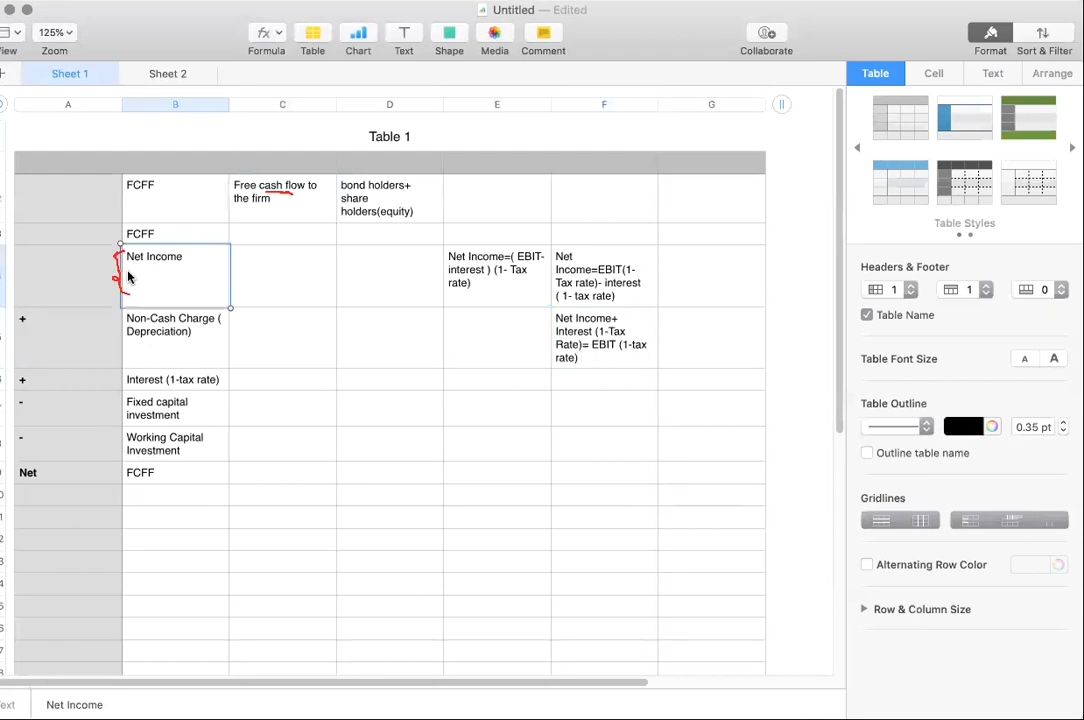 Untitled — Edited
125%
View
Zoom
Formula
Table
Chart
Text
Shape
Media
Comment
Collaborate
Format
Sort & Filter
Sheet 1
Sheet 2
Table
Cell
Text
Arrange
A
B
C
D
E
F
G
Table 1
FCFF
Free cash flow to
the firm
bond holders+
share
holders(equity)
FCFF
Net Income
Net Income=( EBIT-
interest ) (1- Tax
rate)
Net
Income=EBIT(1-
Tax rate)- interest
( 1- tax rate)
+
Non-Cash Charge (
Depreciation)
Net Income+
Interest (1-Tax
Rate)= EBIT (1-tax
rate)
+
Interest (1-tax rate)
-
Fixed capital
investment
-
Working Capital
Investment
Net
FCFF
Table Styles
Headers & Footer
1
1
0
Table Name
Table Font Size
A
A
Table Outline
0.35 pt
Outline table name
Gridlines
Alternating Row Color
Row & Column Size
Net Income